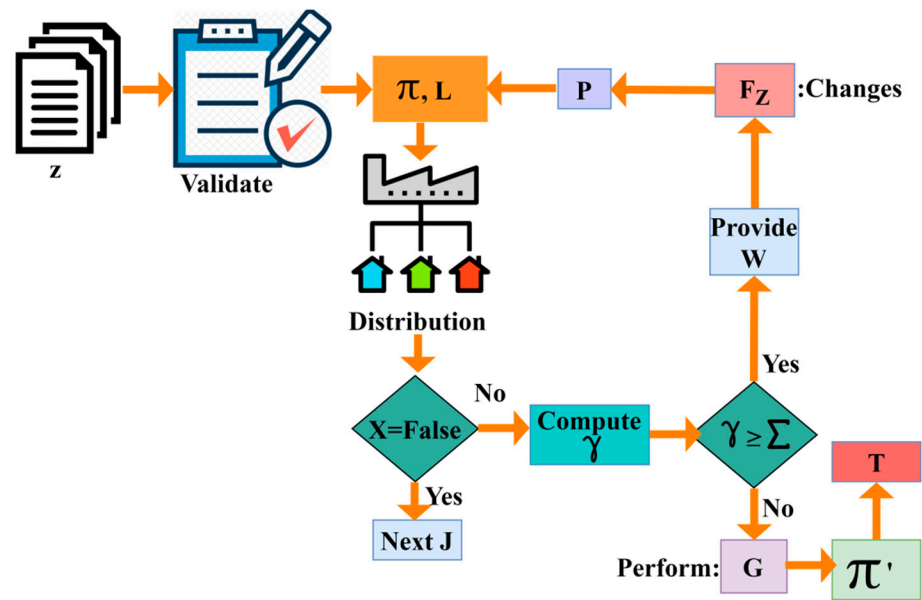 z
Validate
π, L
P
F_Z
:Changes
Provide
W
Distribution
Yes
No
X=False
Compute
γ
γ ≥ Σ
T
Yes
No
Next J
Perform:
G
π'